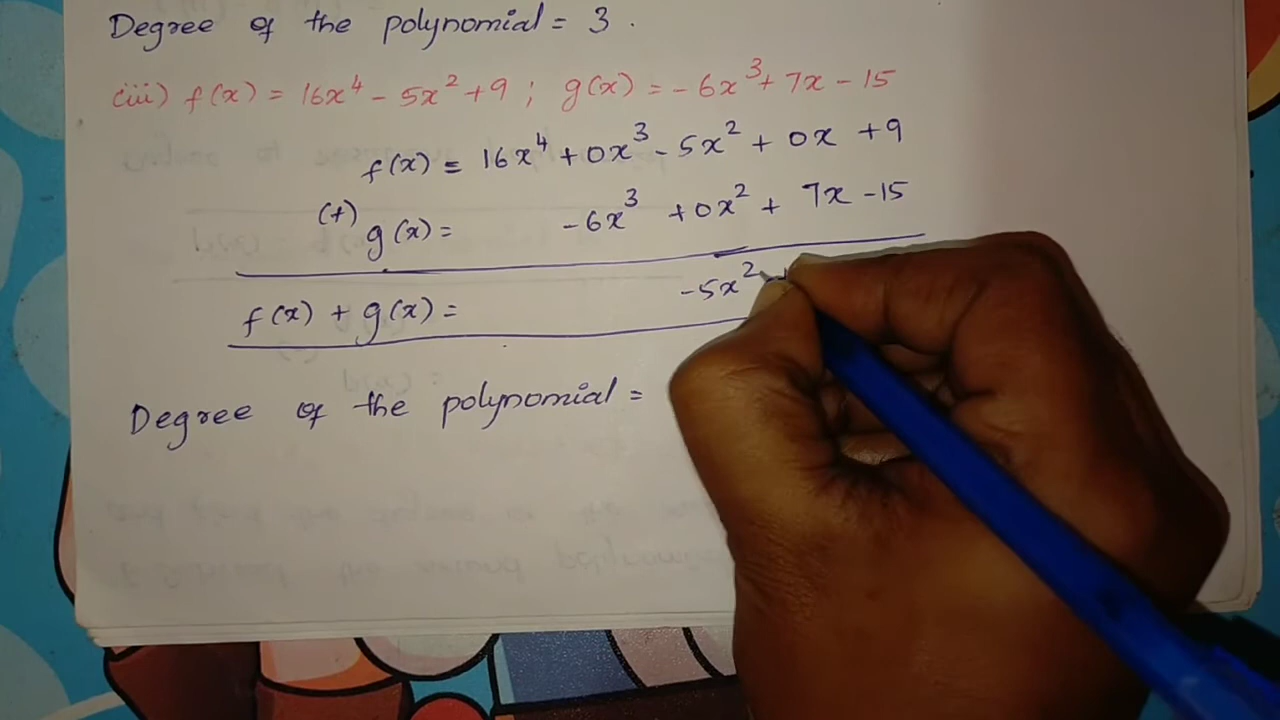 Degree of the polynomial = 3.
iii) f(x) = 16x⁴ - 5x² + 9 ; g(x) = - 6x³ + 7x - 15
f(x) = 16x⁴ + 0x³ - 5x² + 0x + 9
(+) g(x) = - 6x³ + 0x² + 7x - 15
f(x) + g(x) = - 5x²
Degree of the polynomial =